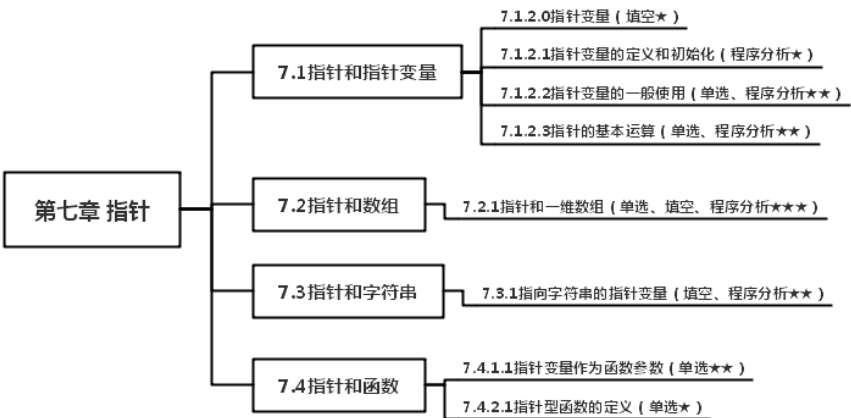 第七章 指针
7.1指针和指针变量
7.1.2.0指针变量（填空★）
7.1.2.1指针变量的定义和初始化（程序分析★）
7.1.2.2指针变量的一般使用（单选、程序分析★★）
7.1.2.3指针的基本运算（单选、程序分析★★）
7.2指针和数组
7.2.1指针和一维数组（单选、填空、程序分析★★★）
7.3指针和字符串
7.3.1指向字符串的指针变量（填空、程序分析★★）
7.4指针和函数
7.4.1.1指针变量作为函数参数（单选★★）
7.4.2.1指针型函数的定义（单选★）